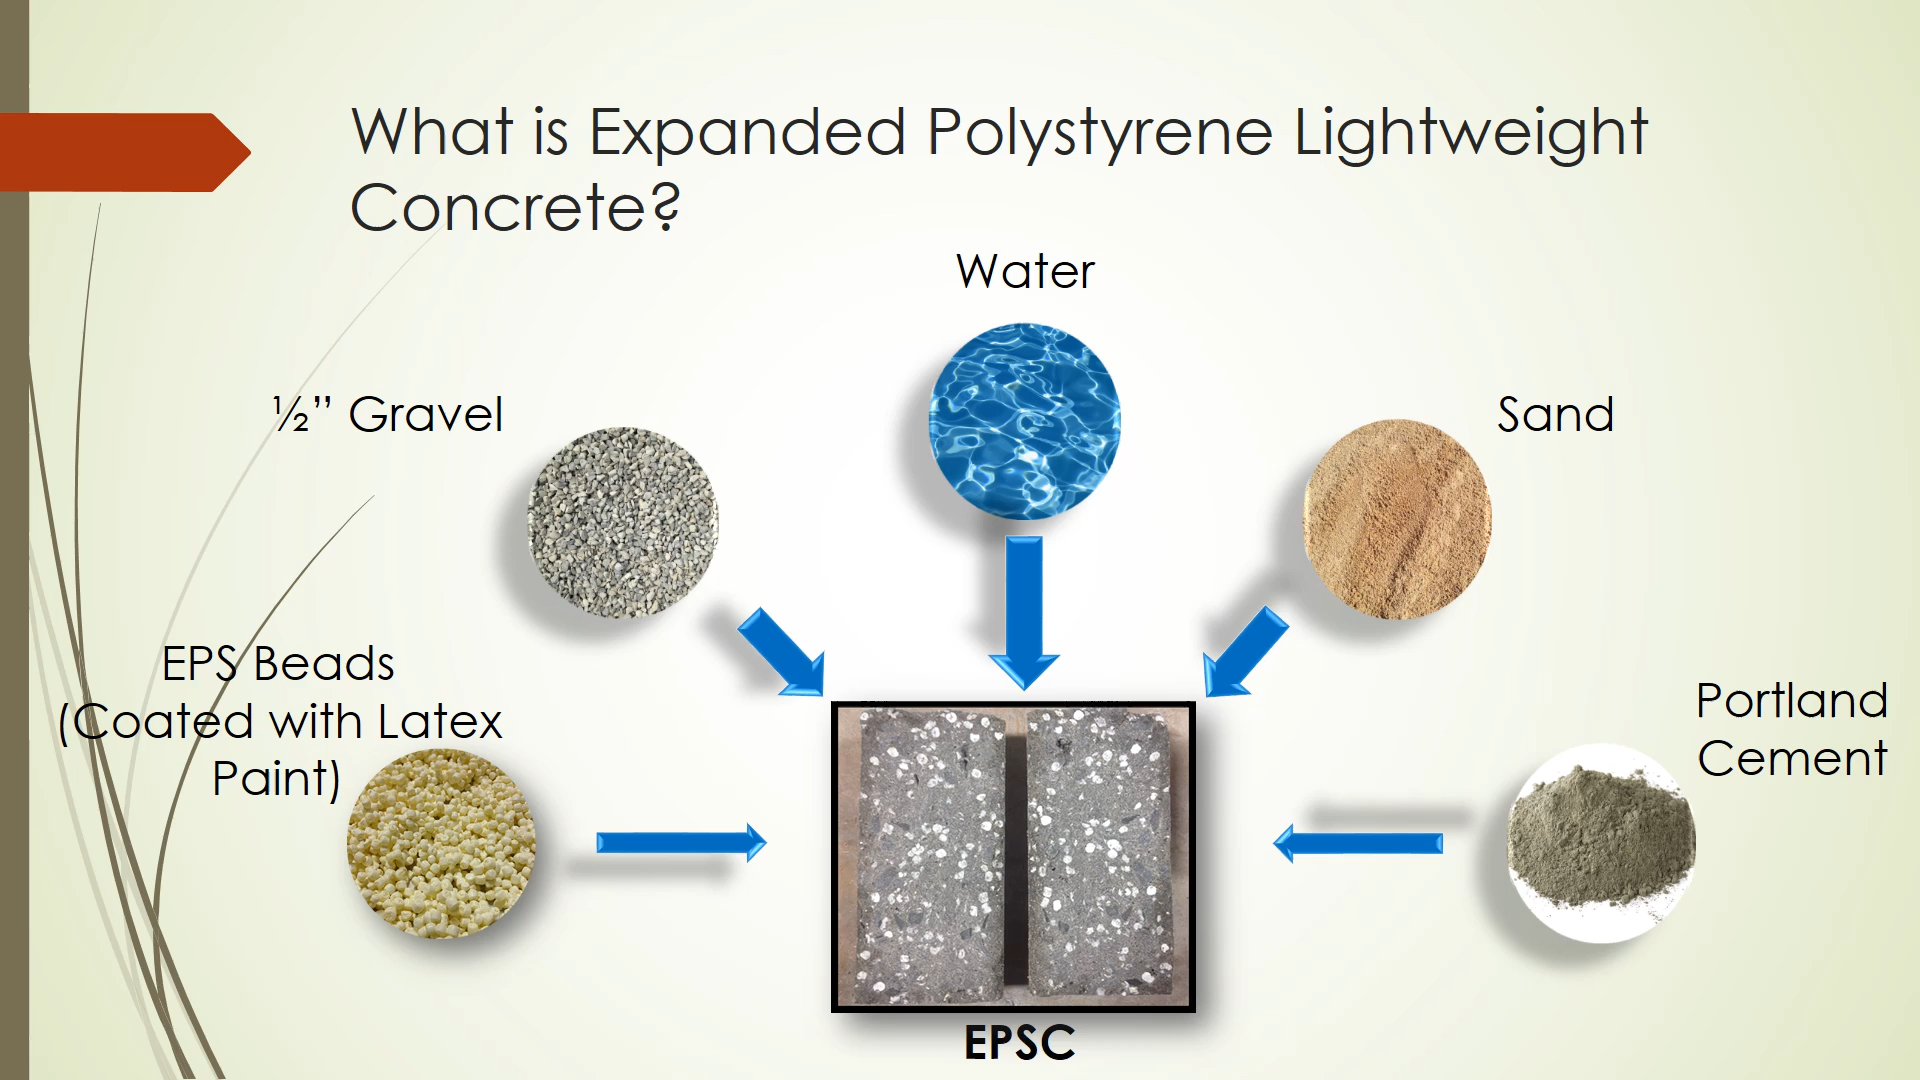 What is Expanded Polystyrene Lightweight
Concrete?
Water
½” Gravel
Sand
EPS Beads
(Coated with Latex
Paint)
Portland
Cement
EPSC